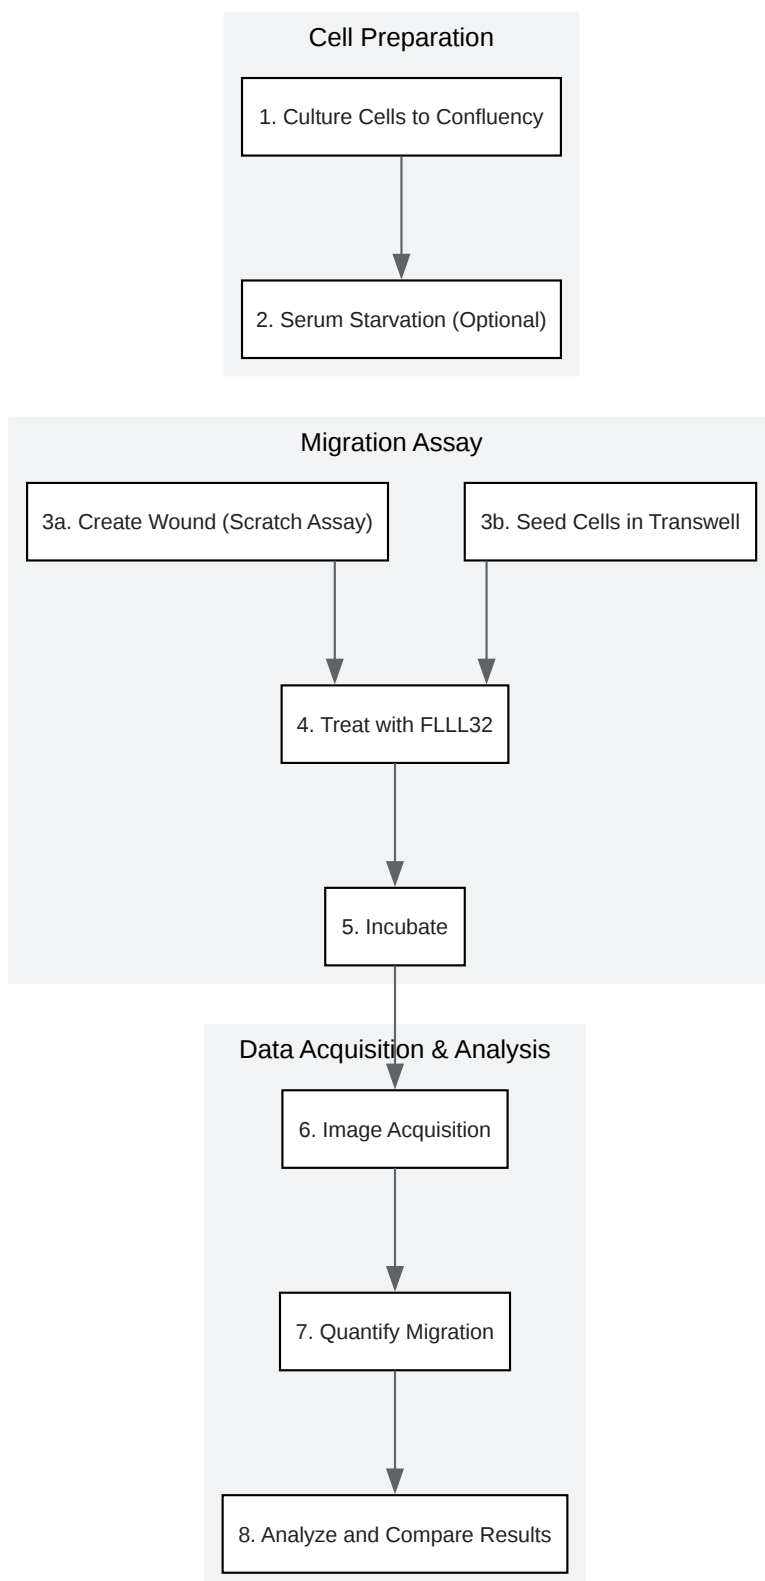 Cell Preparation
1. Culture Cells to Confluency
2. Serum Starvation (Optional)
Migration Assay
3a. Create Wound (Scratch Assay)
3b. Seed Cells in Transwell
4. Treat with FLLL32
5. Incubate
Data Acquisition & Analysis
6. Image Acquisition
7. Quantify Migration
8. Analyze and Compare Results